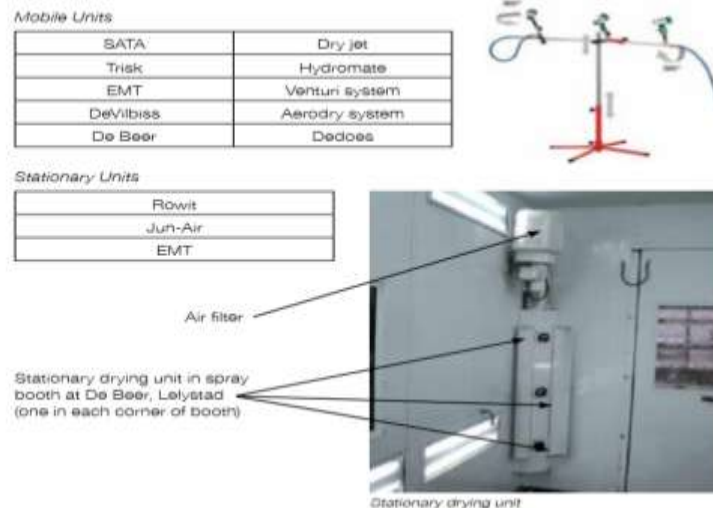 Mobile Units
SATA Dry jet
Trisk Hydromate
EMT Venturi system
DeVilbiss Aerodry system
De Beer Dedoes
Stationary Units
Rowit
Jun-Air
EMT
Air filter
Stationary drying unit in spray
booth at De Beer, Lelystad
(one in each corner of booth)
Stationary drying unit